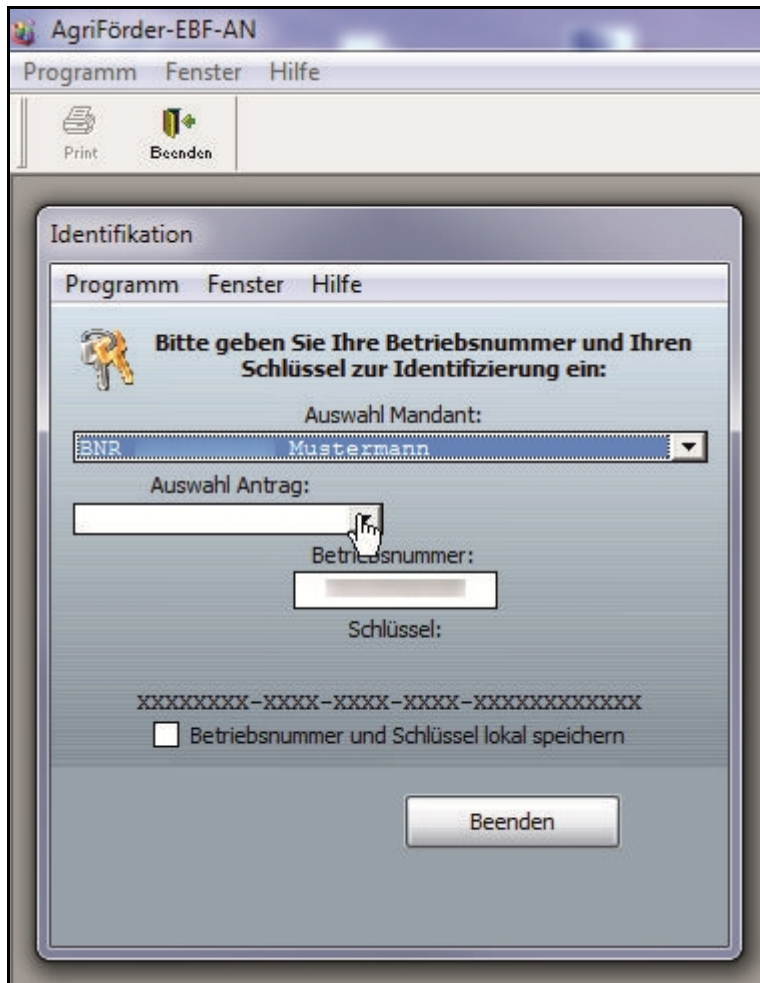 AgriFörder-EBF-AN
Programm Fenster Hilfe
Print Beenden
Identifikation
Programm Fenster Hilfe
Bitte geben Sie Ihre Betriebsnummer und Ihren
Schlüssel zur Identifizierung ein:
Auswahl Mandant:
BNR Mustermann
Auswahl Antrag:
Betriebsnummer:
Schlüssel:
XXXXXXXX-XXXX-XXXX-XXXX-XXXXXXXXXXXX
Betriebsnummer und Schlüssel lokal speichern
Beenden